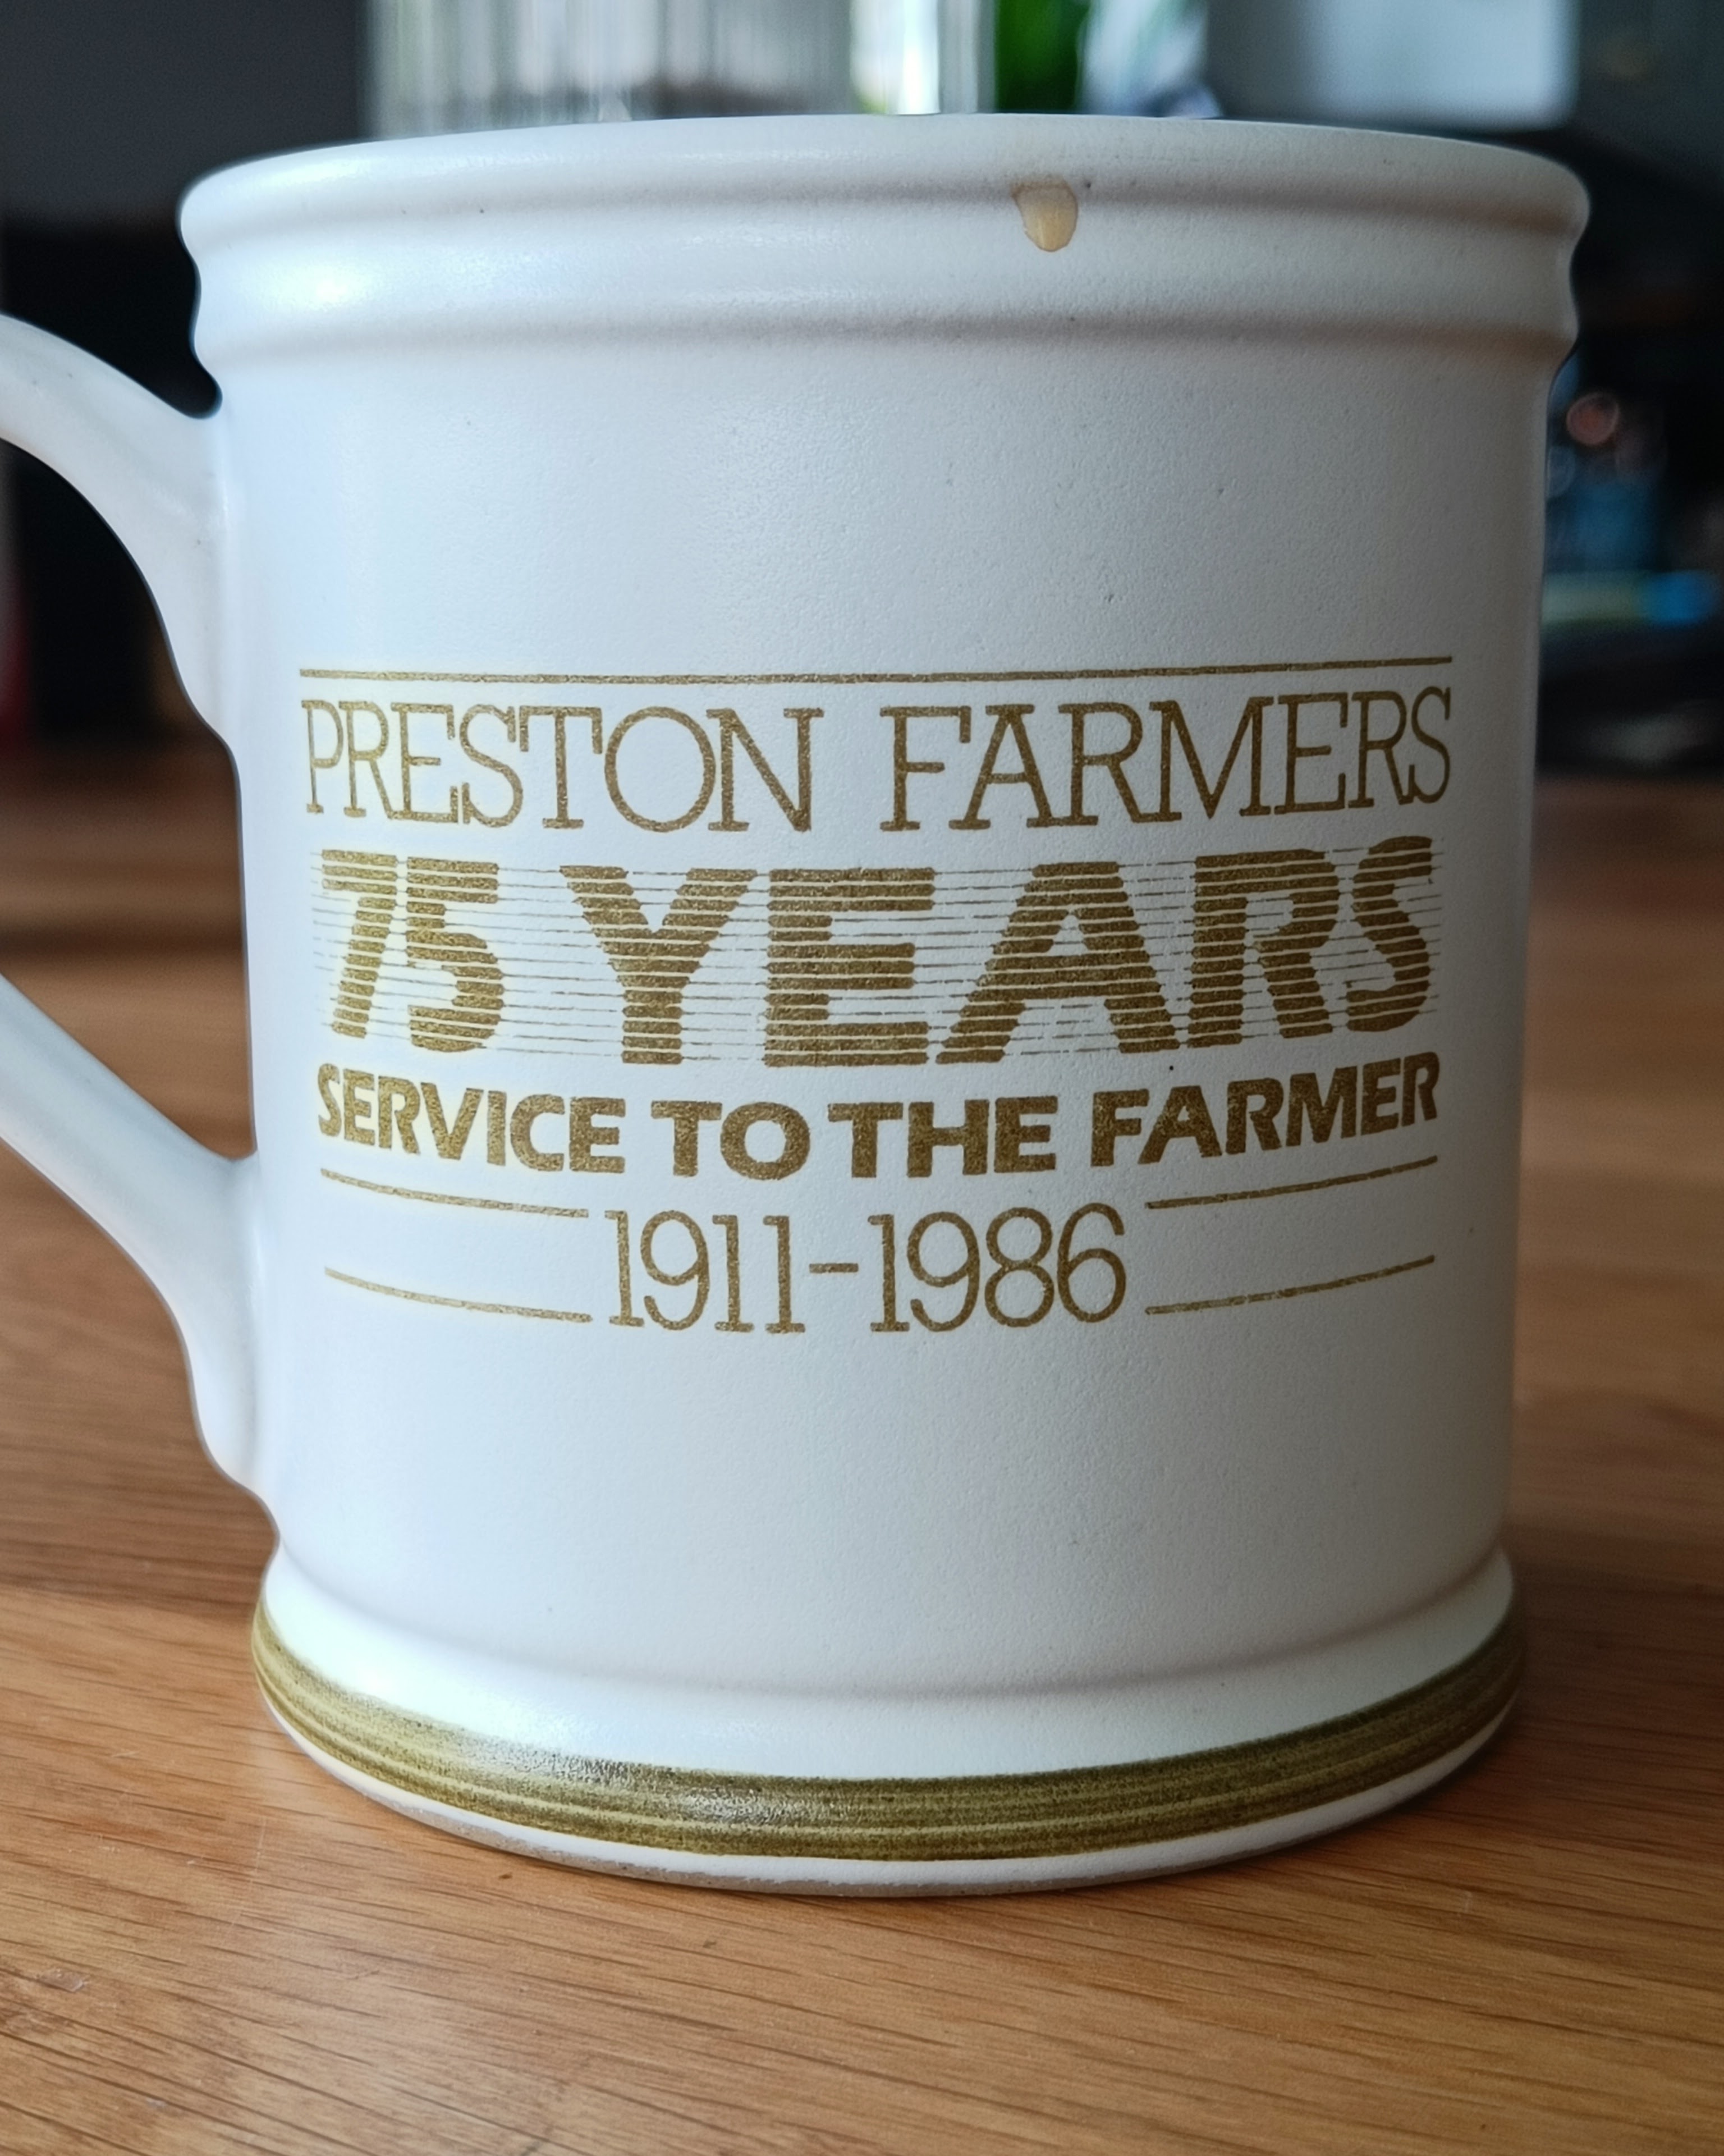 PRESTON FARMERS
75 YEARS
SERVICE TO THE FARMER
1911-1986